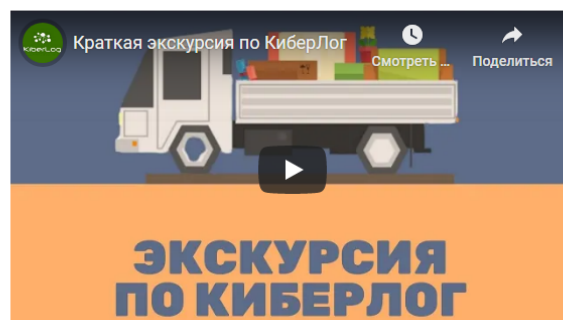 KiberLog
Краткая экскурсия по КиберЛог
Смотреть ...
Поделиться
ЭКСКУРСИЯ
ПО КИБЕРЛОГ